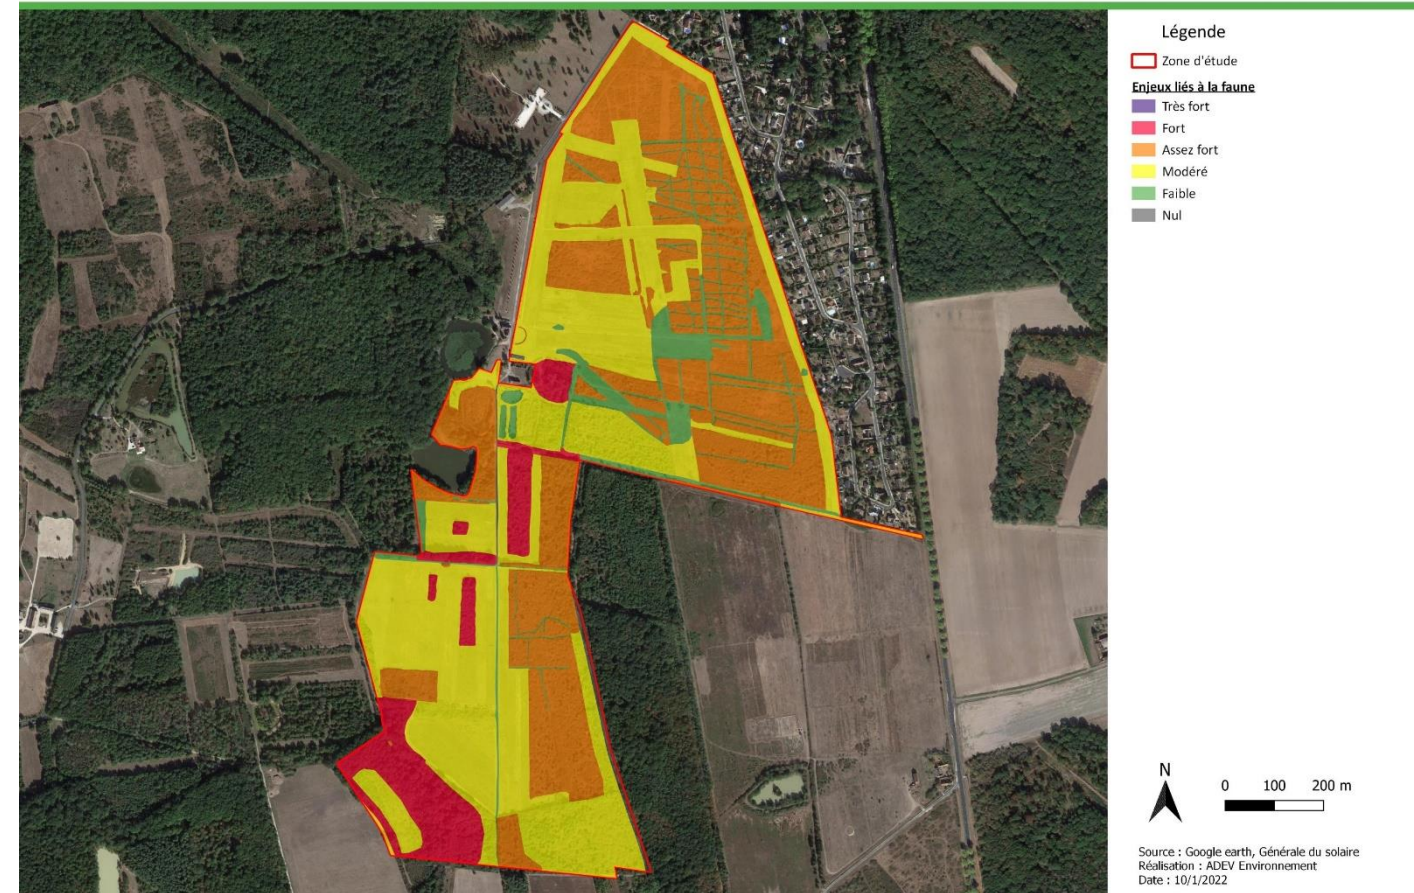 Légende
Zone d'étude
Enjeux liés à la faune
Très fort
Fort
Assez fort
Modéré
Faible
Nul
N
0 100 200 m
Source : Google earth, Générale du solaire
Réalisation : ADEV Environnement
Date : 10/1/2022